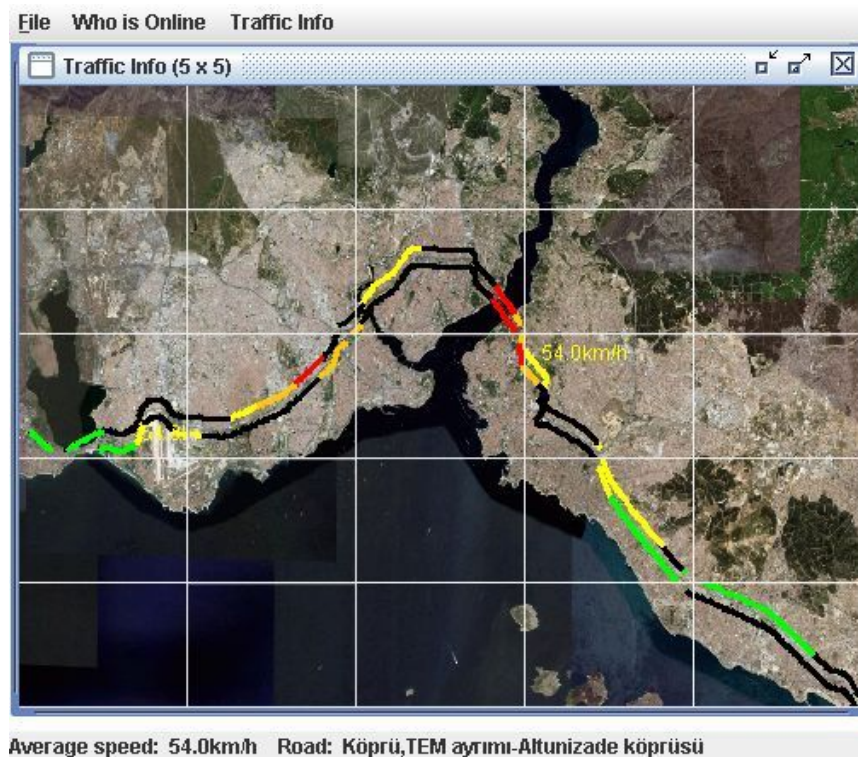 File Who is Online Traffic Info
Traffic Info (5 x 5)
54.0km/h
Average speed: 54.0km/h Road: Köprü,TEM ayrımı-Altunizade köprüsü